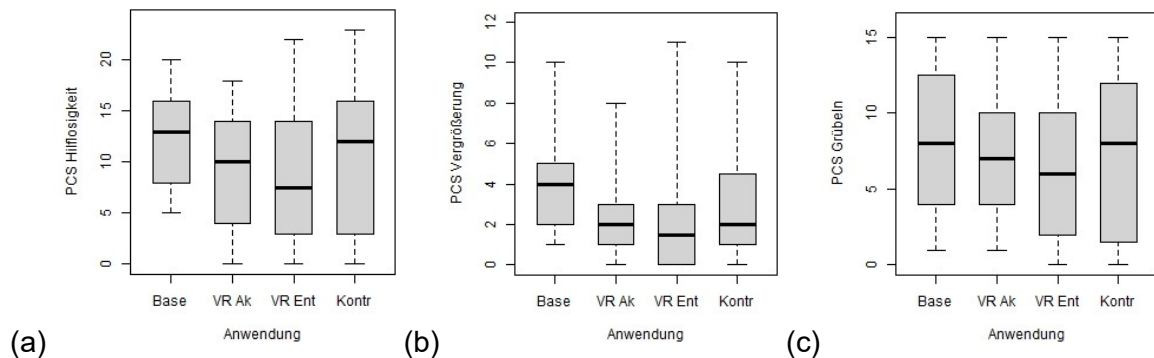 (a)
PCS Hilflosigkeit
20
15
10
5
0
Base VR Ak VR Ent Kontr
Anwendung
(b)
PCS Vergrößerung
12
10
8
6
4
2
0
Base VR Ak VR Ent Kontr
Anwendung
(c)
PCS Grübeln
15
10
5
0
Base VR Ak VR Ent Kontr
Anwendung